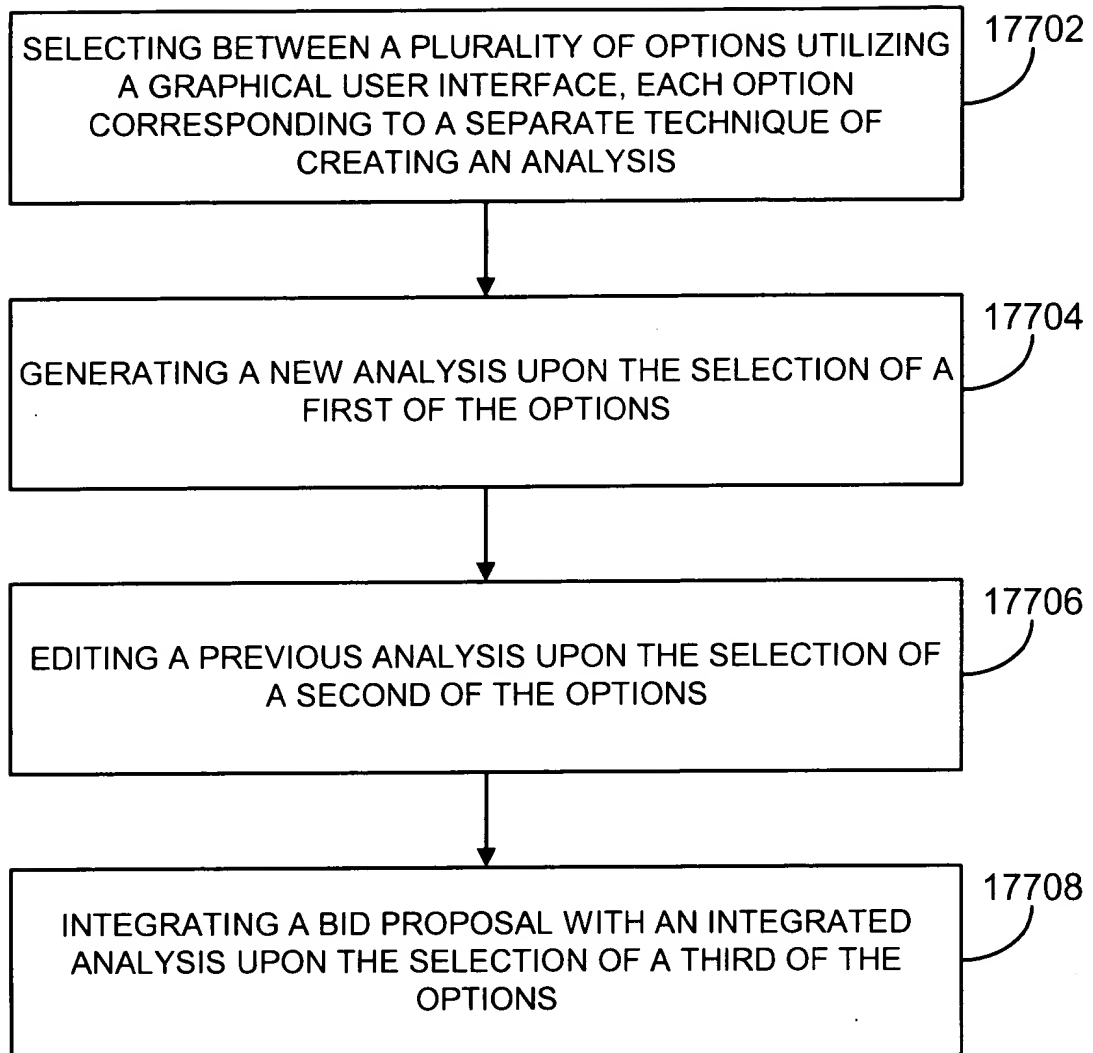 SELECTING BETWEEN A PLURALITY OF OPTIONS UTILIZING
A GRAPHICAL USER INTERFACE, EACH OPTION
CORRESPONDING TO A SEPARATE TECHNIQUE OF
CREATING AN ANALYSIS
17702
GENERATING A NEW ANALYSIS UPON THE SELECTION OF A
FIRST OF THE OPTIONS
17704
EDITING A PREVIOUS ANALYSIS UPON THE SELECTION OF
A SECOND OF THE OPTIONS
17706
INTEGRATING A BID PROPOSAL WITH AN INTEGRATED
ANALYSIS UPON THE SELECTION OF A THIRD OF THE
OPTIONS
17708